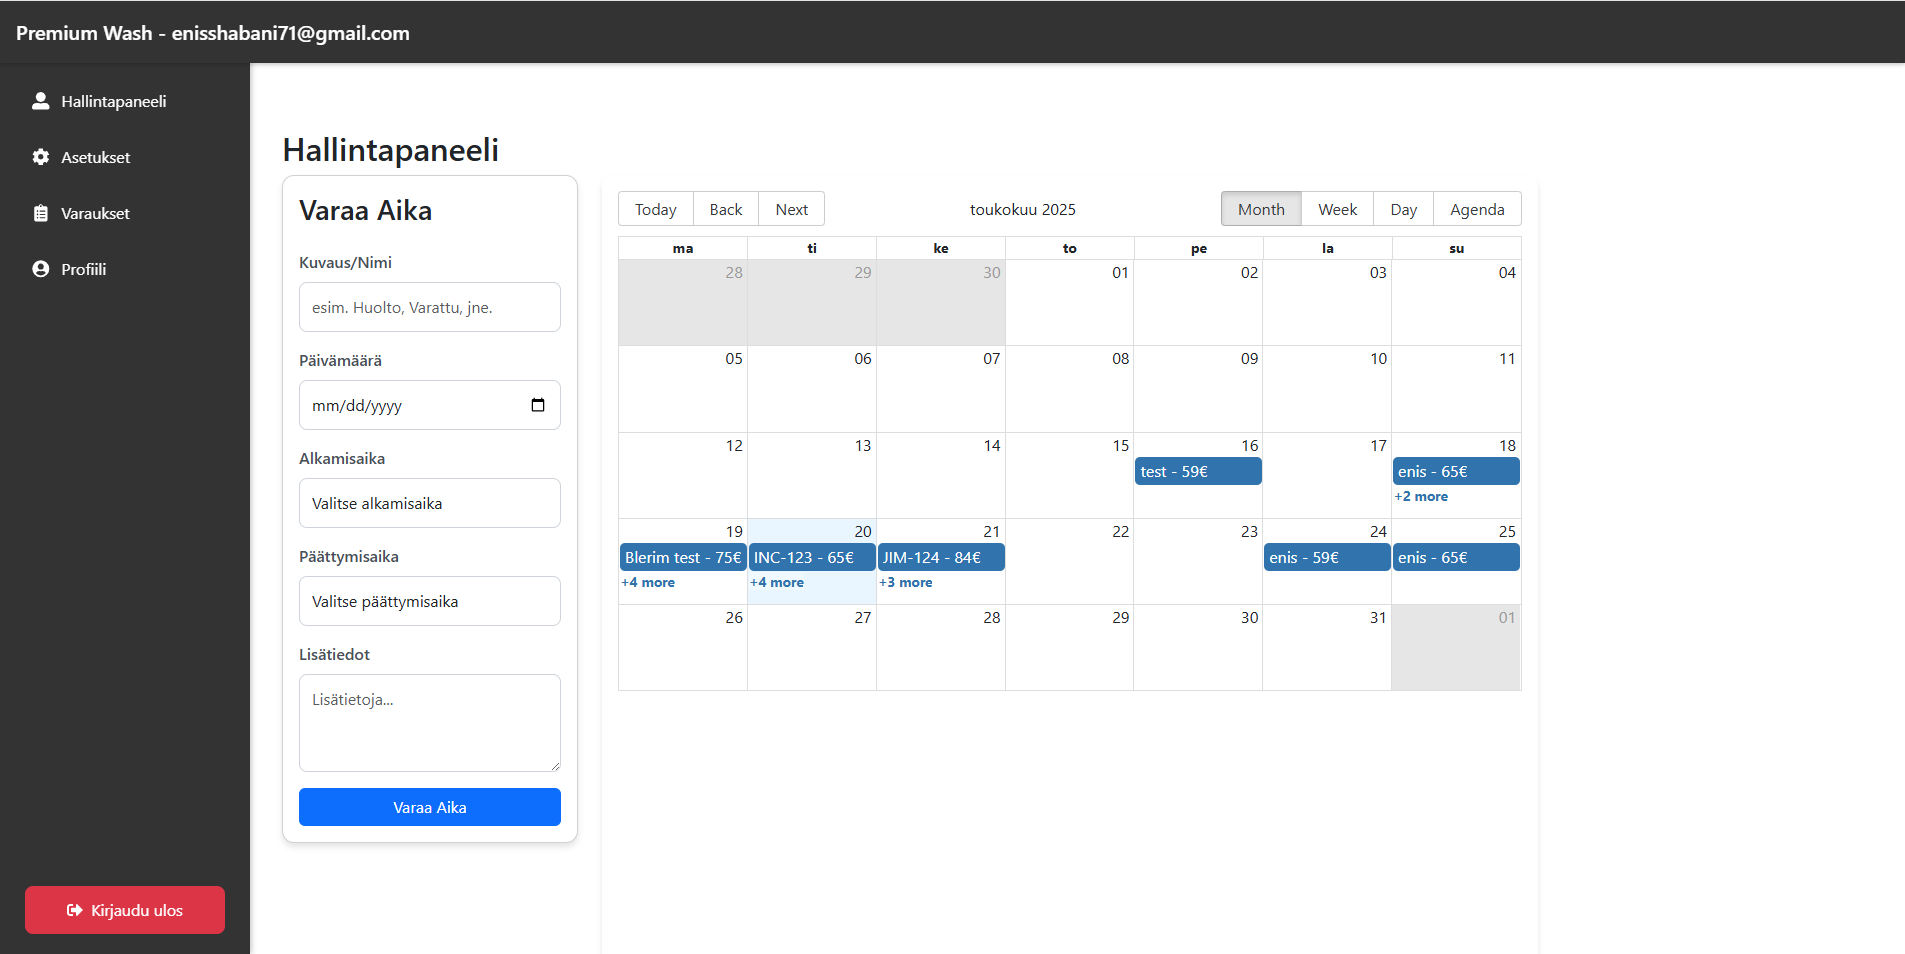 Premium Wash - enisshabani71@gmail.com
Hallintapaneeli
Asetukset
Varaukset
Profiili
Kirjaudu ulos
Hallintapaneeli
Varaa Aika
Kuvaus/Nimi
esim. Huolto, Varattu, jne.
Päivämäärä
mm/dd/yyyy
Alkamisaika
Valitse alkamisaika
Päättymisaika
Valitse päättymisaika
Lisätiedot
Lisätietoja...
Varaa Aika
Today Back Next toukokuu 2025 Month Week Day Agenda
ma ti ke to pe la su
28 29 30 01 02 03 04
05 06 07 08 09 10 11
12 13 14 15 16 17 18
test - 59€ enis - 65€
+2 more
19 20 21 22 23 24 25
Blerim test - 75€ INC-123 - 65€ JIM-124 - 84€ enis - 59€ enis - 65€
+4 more +4 more +3 more
26 27 28 29 30 31 01